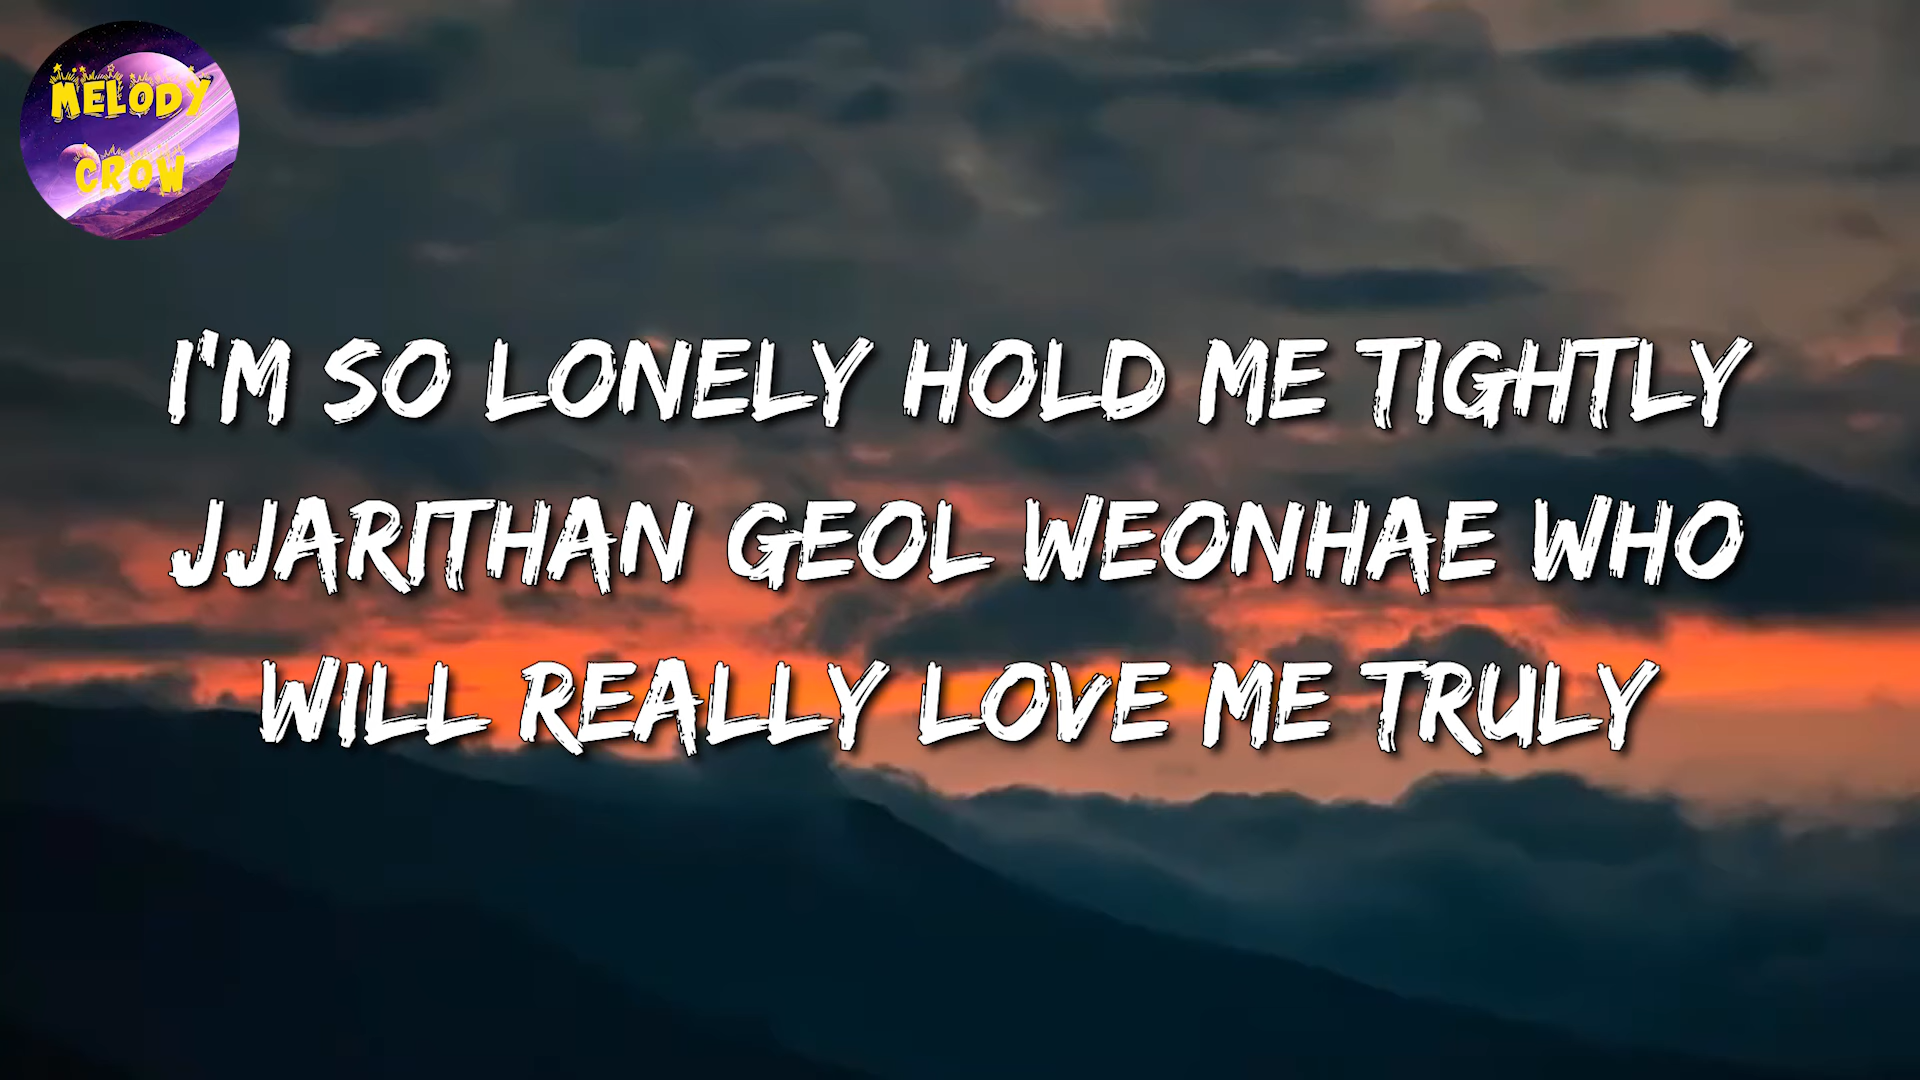 MELODY
CROW
I'M SO LONELY HOLD ME TIGHTLY
JJARITHAN GEOL WEONHAE WHO
WILL REALLY LOVE ME TRULY